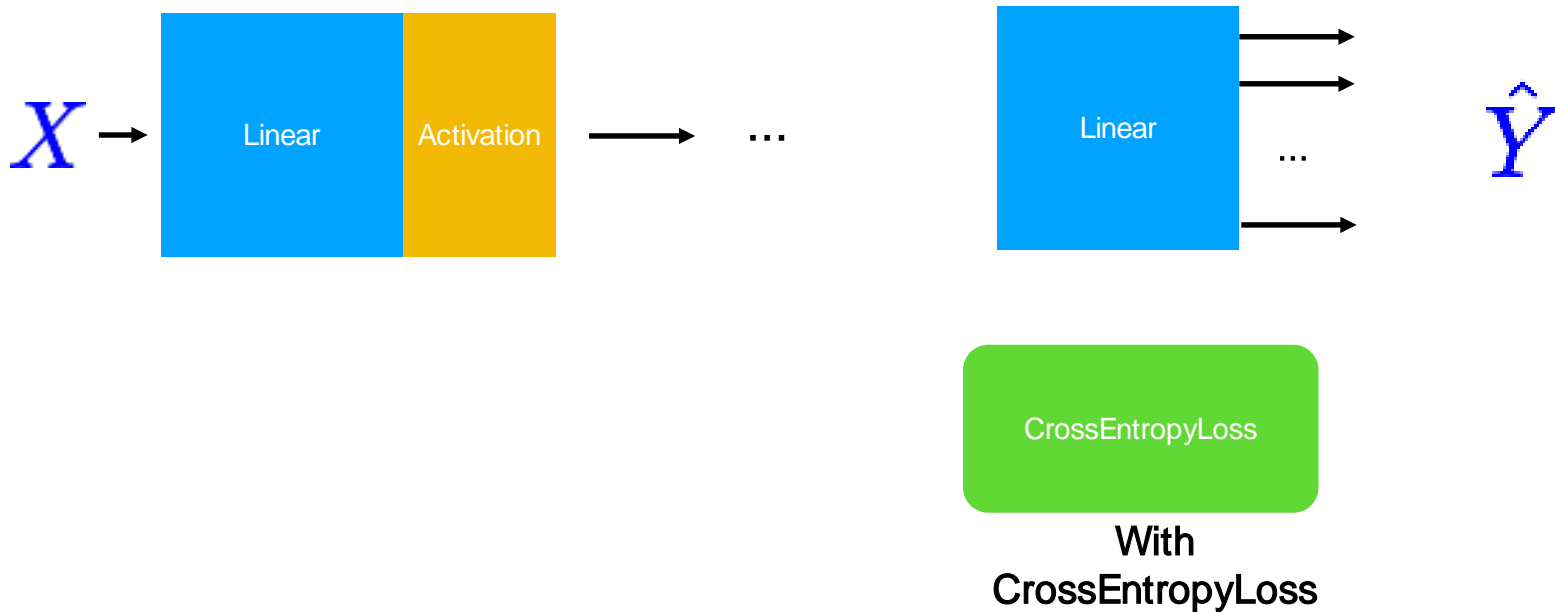 X
Linear
Activation
...
Linear
...
Ŷ
CrossEntropyLoss
With
CrossEntropyLoss